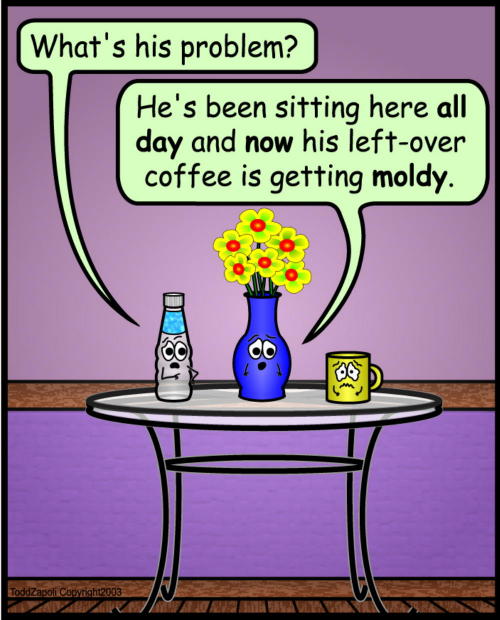 What's his problem?
He's been sitting here all
day and now his left-over
coffee is getting moldy.
ToddZapoli Copyright2003